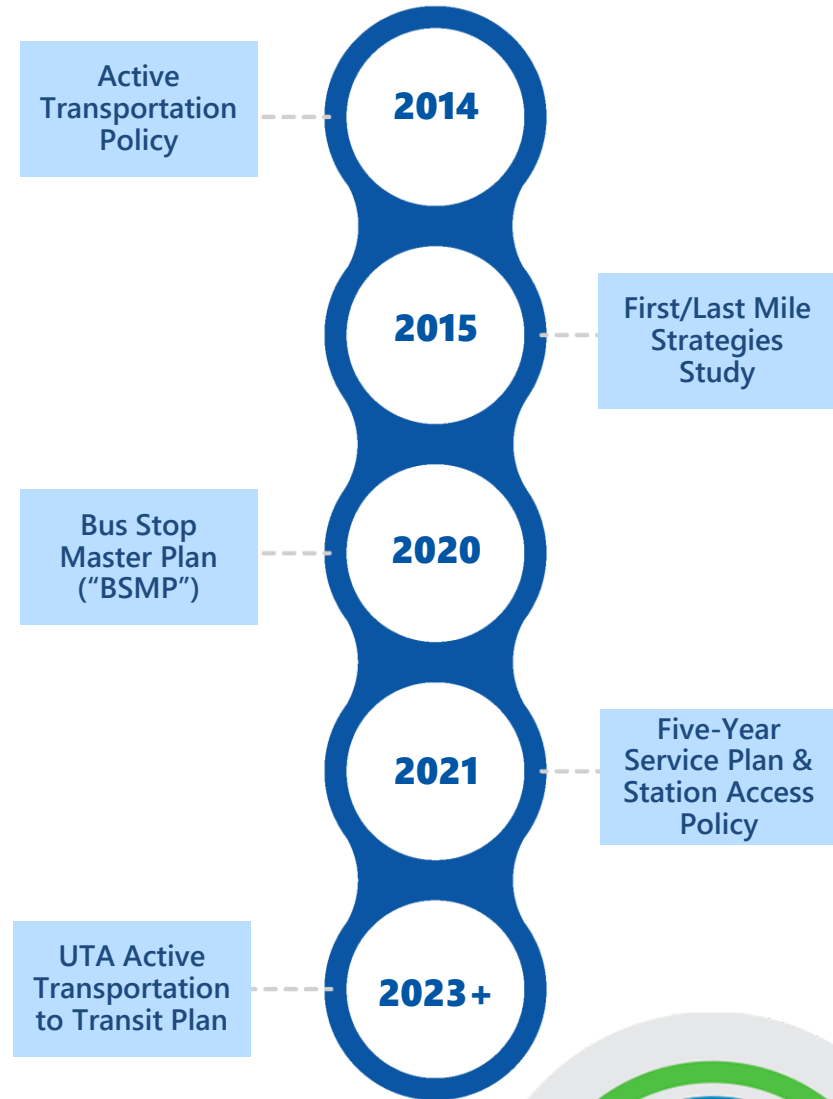 Active
Transportation
Policy
2014
2015
First/Last Mile
Strategies
Study
Bus Stop
Master Plan
(“BSMP”)
2020
2021
Five-Year
Service Plan &
Station Access
Policy
UTA Active
Transportation
to Transit Plan
2023+